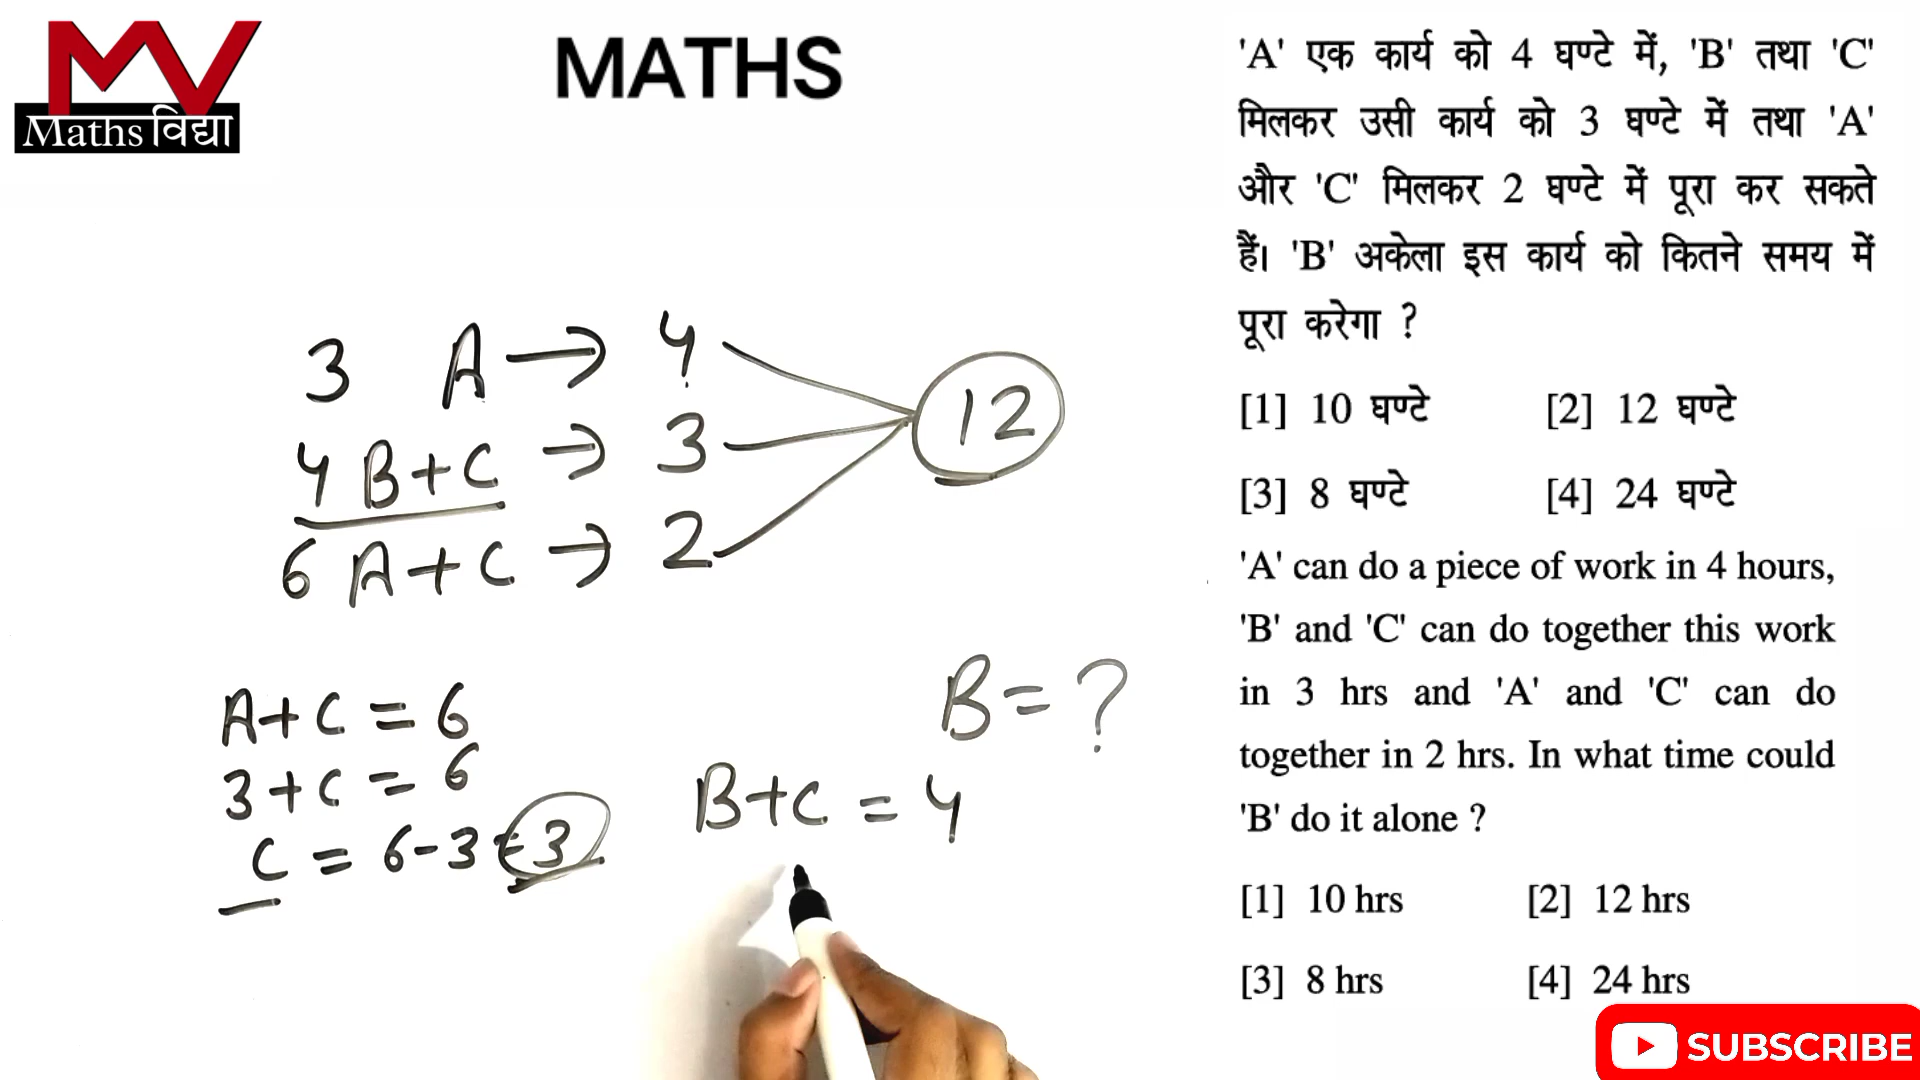 MV
Mathsविद्या
MATHS
'A' एक कार्य को 4 घण्टे में, 'B' तथा 'C'
मिलकर उसी कार्य को 3 घण्टे में तथा 'A'
और 'C' मिलकर 2 घण्टे में पूरा कर सकते
हैं। 'B' अकेला इस कार्य को कितने समय में
पूरा करेगा ?
[1] 10 घण्टे [2] 12 घण्टे
[3] 8 घण्टे [4] 24 घण्टे
'A' can do a piece of work in 4 hours,
'B' and 'C' can do together this work
in 3 hrs and 'A' and 'C' can do
together in 2 hrs. In what time could
'B' do it alone ?
[1] 10 hrs [2] 12 hrs
[3] 8 hrs [4] 24 hrs
3 A → 4
4 B+C → 3
6 A+C → 2
12
A+C = 6
3+C = 6
C = 6-3 = 3
B = ?
B+C = 4
SUBSCRIBE